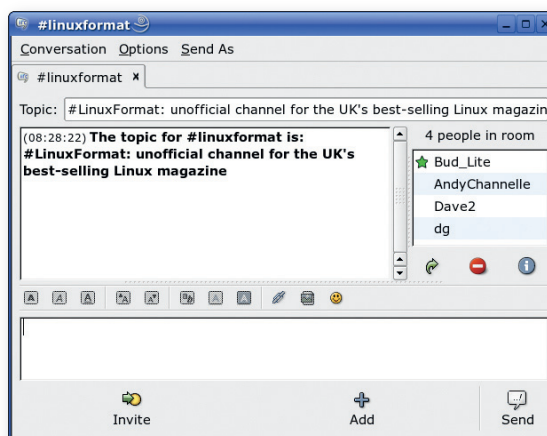 #linuxformat
Conversation Options Send As
#linuxformat
Topic: #LinuxFormat: unofficial channel for the UK's best-selling Linux magazin
(08:28:22) The topic for #linuxformat is:
#LinuxFormat: unofficial channel for the UK's
best-selling Linux magazine
4 people in room
Bud_Lite
AndyChannelle
Dave2
dg
Invite
Add
Send